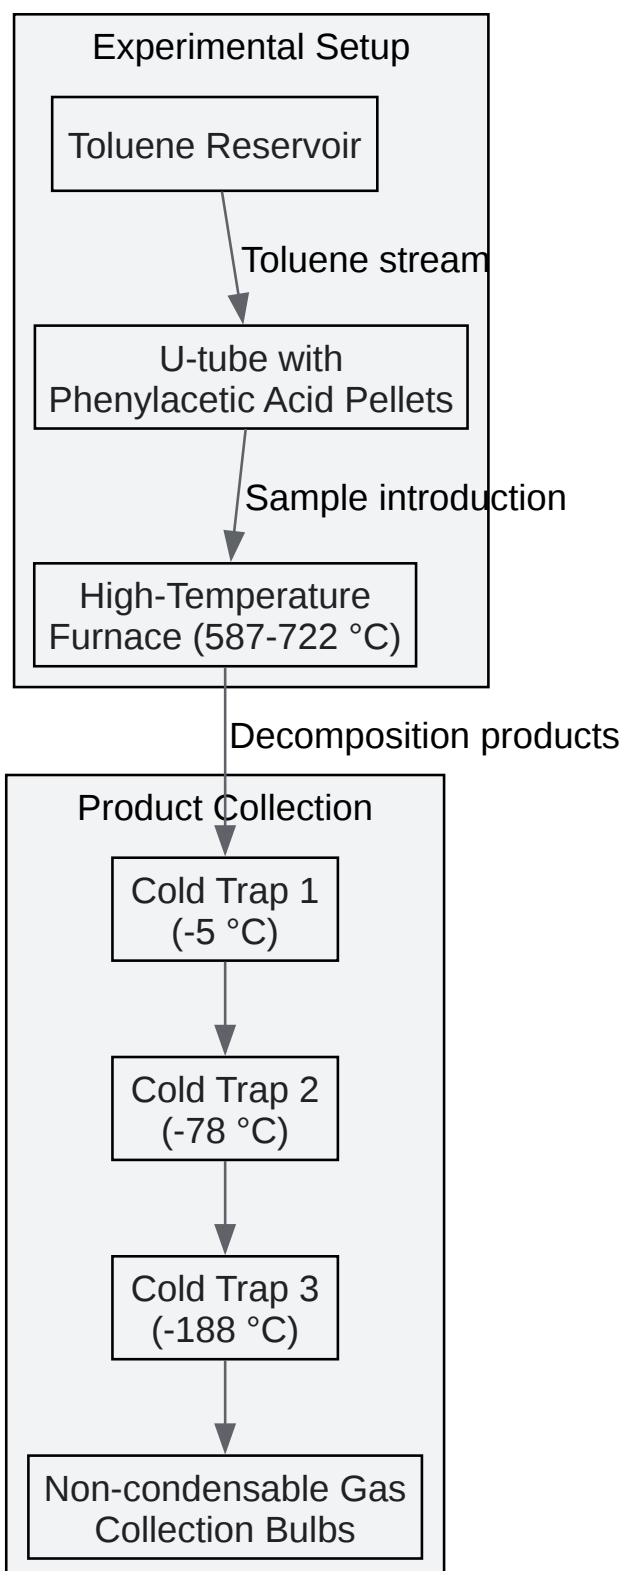 Experimental Setup
Toluene Reservoir
Toluene stream
U-tube with
Phenylacetic Acid Pellets
Sample introduction
High-Temperature
Furnace (587-722 °C)
Decomposition products
Product Collection
Cold Trap 1
(-5 °C)
Cold Trap 2
(-78 °C)
Cold Trap 3
(-188 °C)
Non-condensable Gas
Collection Bulbs